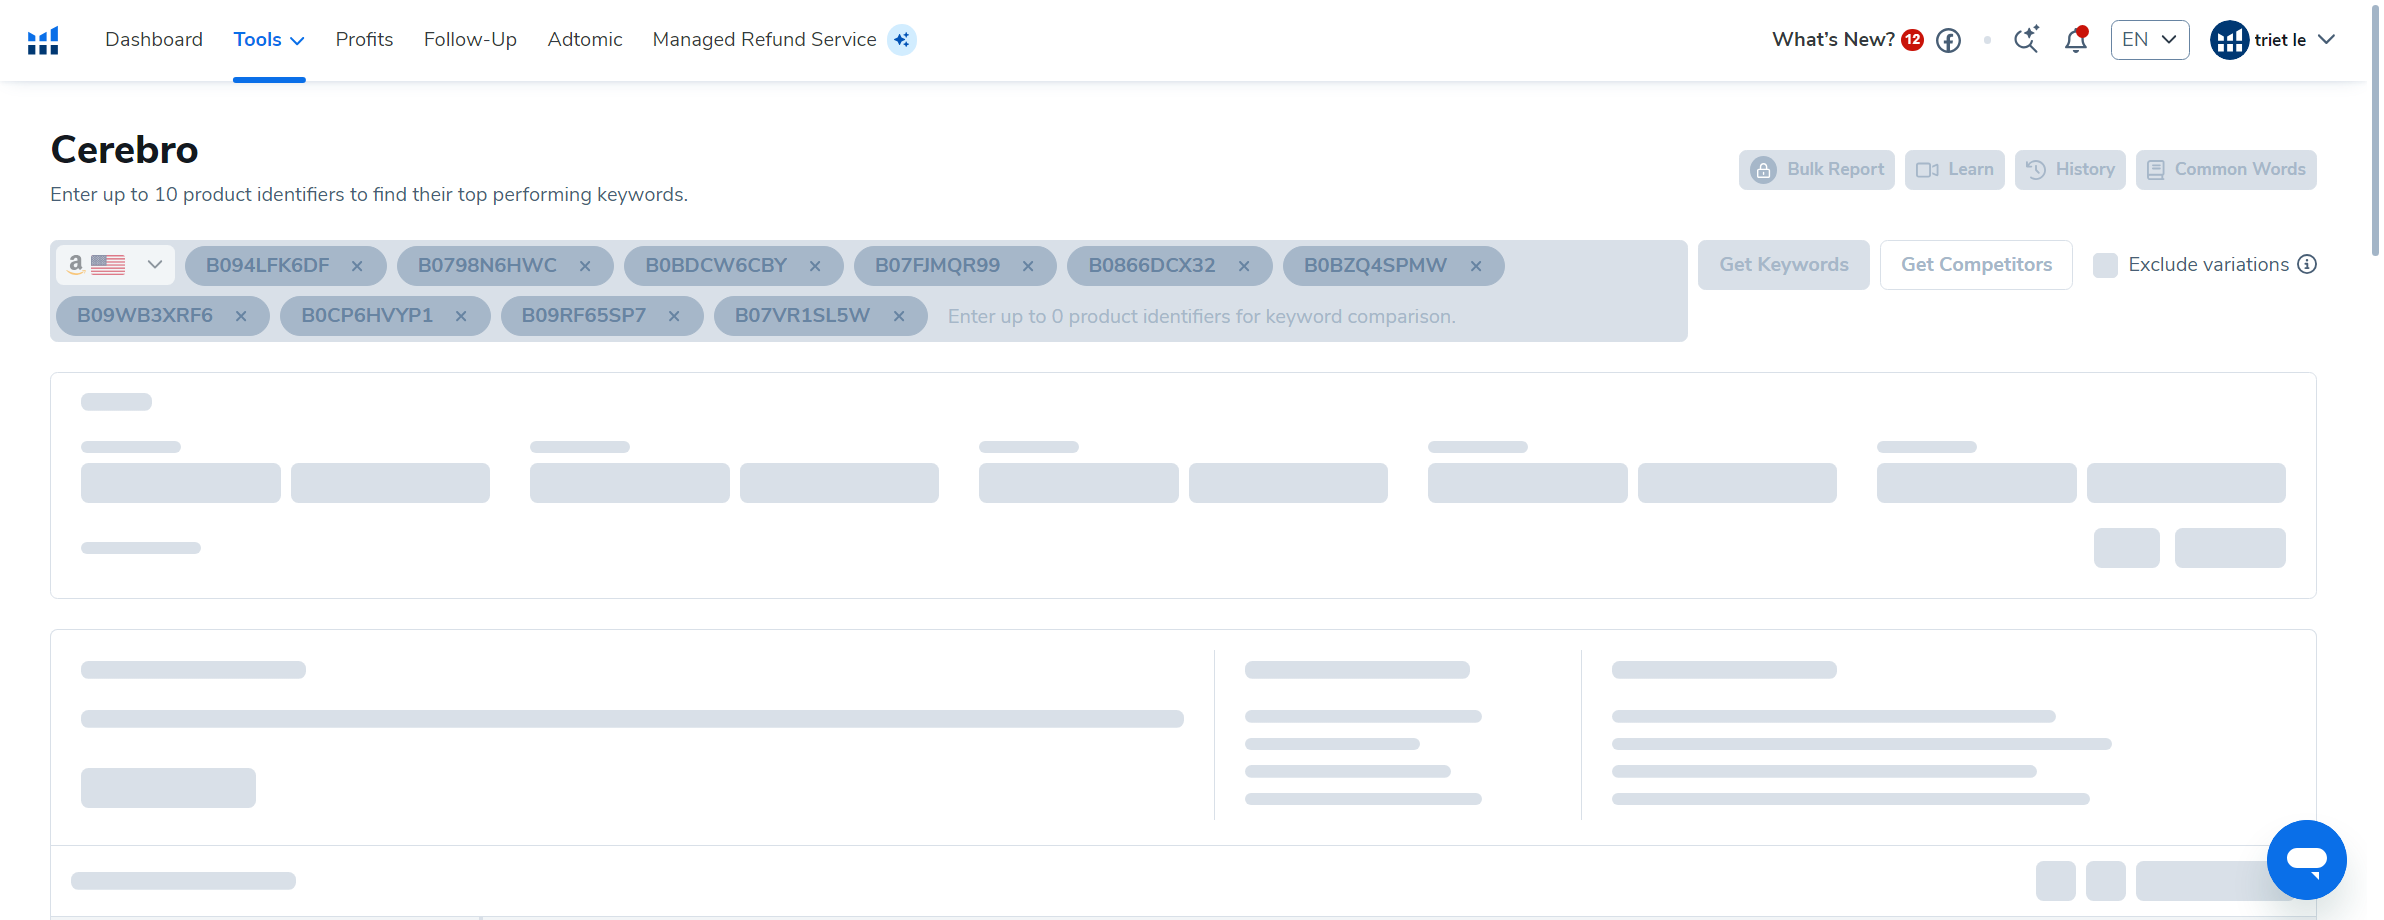 Dashboard Tools Profits Follow-Up Adtomic Managed Refund Service What's New? 12 EN triet le
Cerebro
Enter up to 10 product identifiers to find their top performing keywords.
Bulk Report Learn History Common Words
a B094LFK6DF × B0798N6HWC × B0BDCW6CBY × B07FJMQR99 × B0866DCX32 × B0BZQ4SPMW × Get Keywords Get Competitors Exclude variations
B09WB3XRF6 × B0CP6HVYP1 × B09RF65SP7 × B07VR1SL5W × Enter up to 0 product identifiers for keyword comparison.